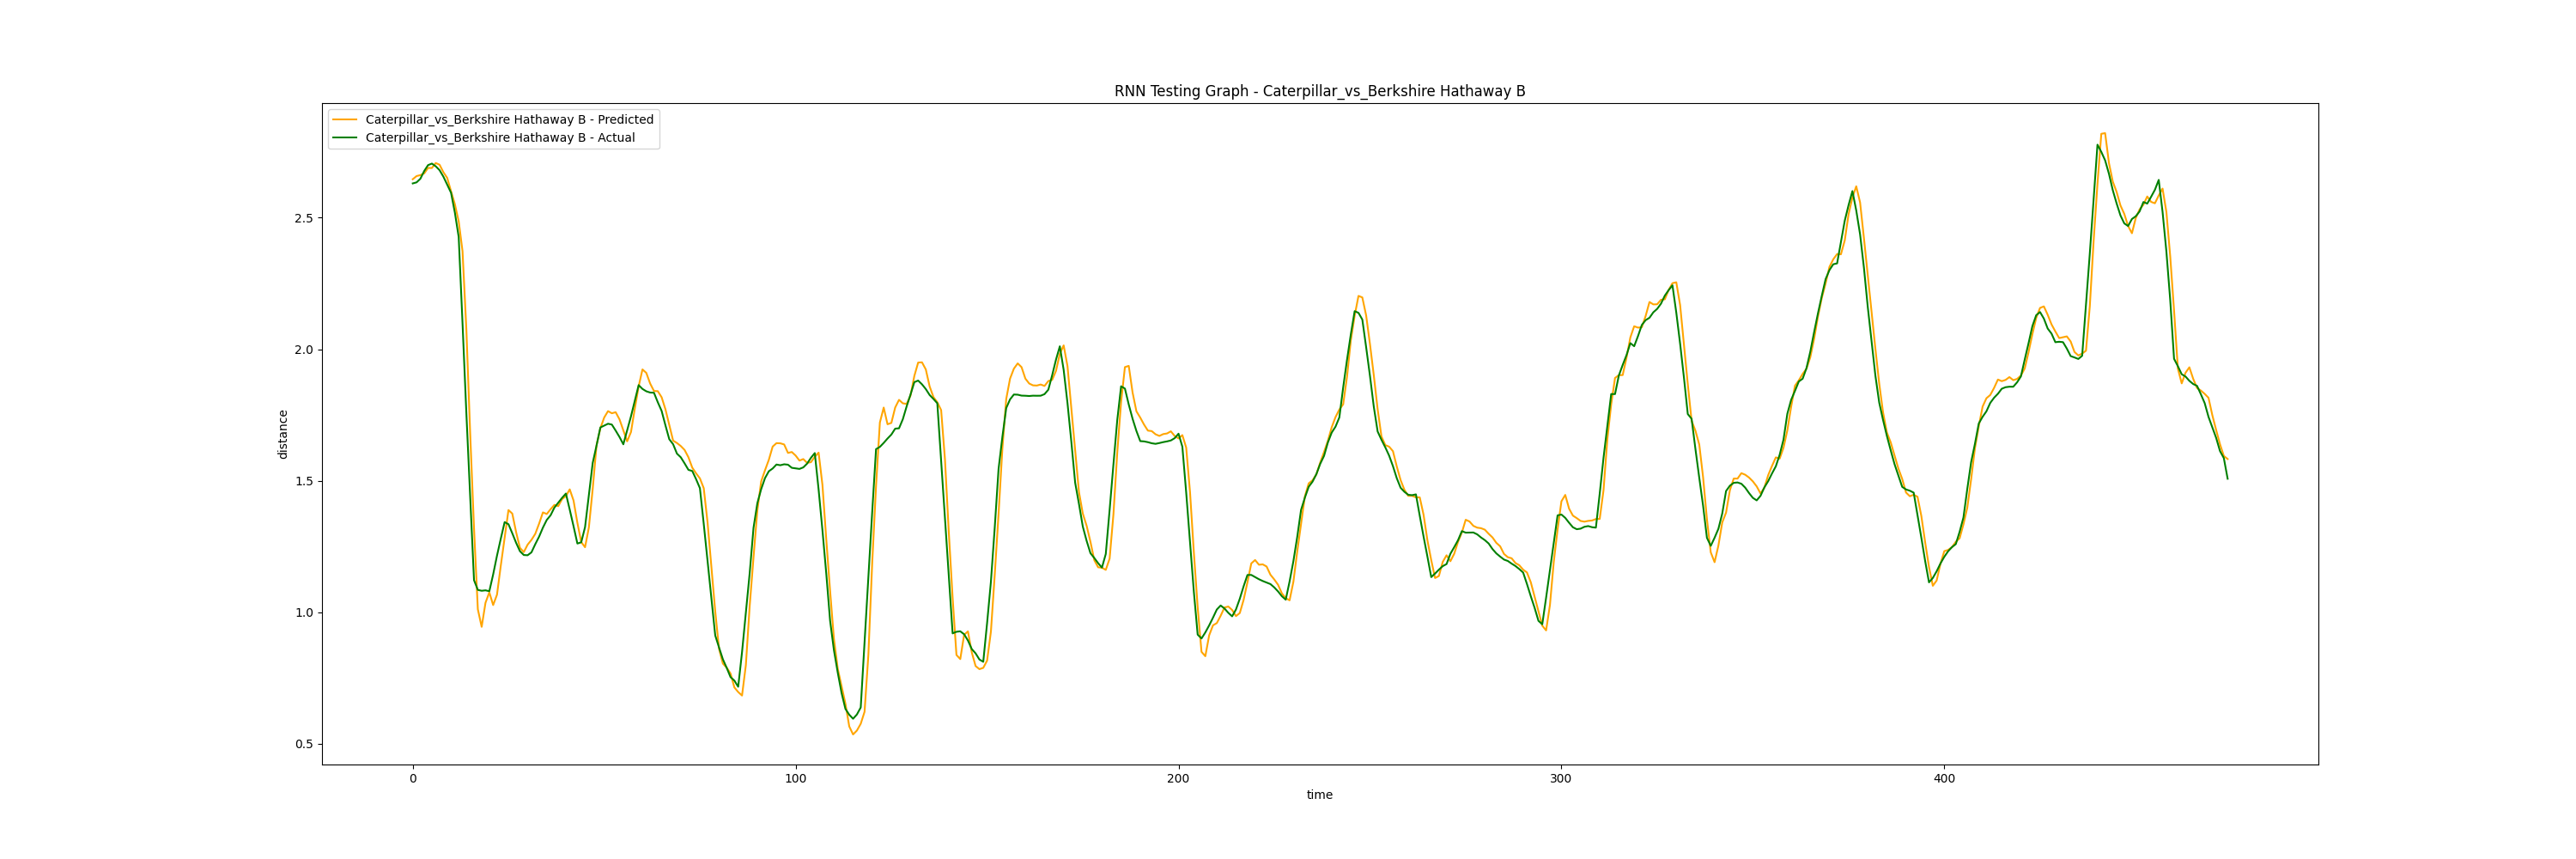 RNN Testing Graph - Caterpillar_vs_Berkshire Hathaway B
Caterpillar_vs_Berkshire Hathaway B - Predicted
Caterpillar_vs_Berkshire Hathaway B - Actual
2.5
2.0
1.5
1.0
0.5
distance
0 100 200 300 400
time